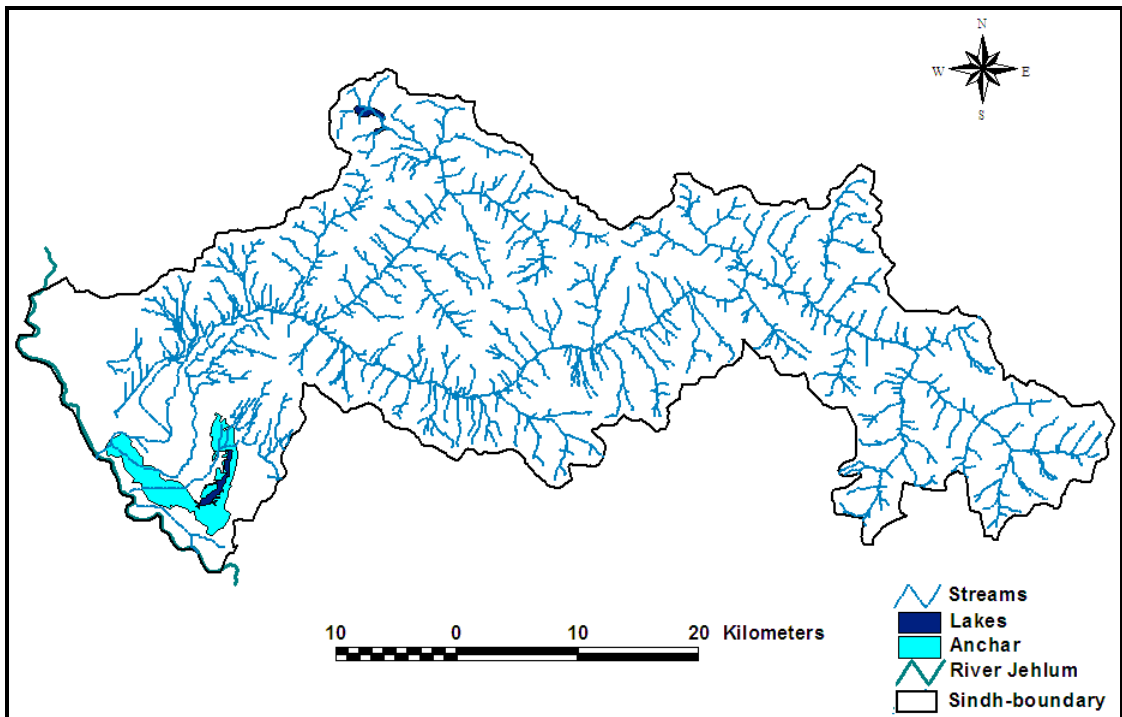 N
W E
S
10 0 10 20 Kilometers
Streams
Lakes
Anchar
River Jehlum
Sindh-boundary